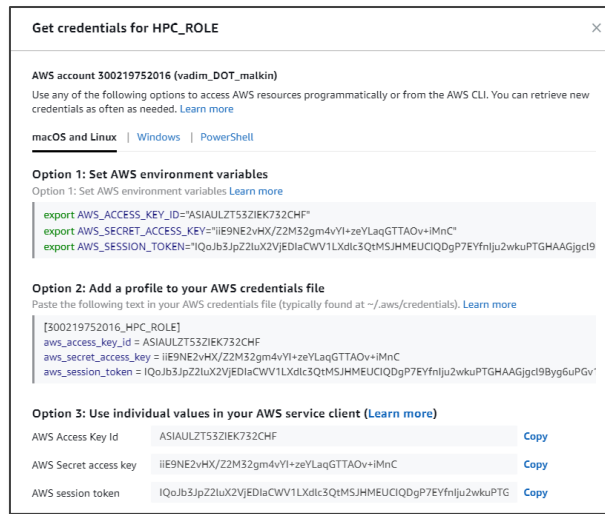 Get credentials for HPC_ROLE ×
AWS account 300219752016 (vadim_DOT_malkin)
Use any of the following options to access AWS resources programmatically or from the AWS CLI. You can retrieve new
credentials as often as needed. Learn more
macOS and Linux | Windows | PowerShell
Option 1: Set AWS environment variables
Option 1: Set AWS environment variables Learn more
export AWS_ACCESS_KEY_ID="ASIAULZT53ZIEK732CHF"
export AWS_SECRET_ACCESS_KEY="iiE9NE2vHX/Z2M32gm4vYI+zeYLaqGTTAOv+iMnC"
export AWS_SESSION_TOKEN="IQoJb3JpZ2luX2VjEDIaCWV1LXdlc3QtMSJHMEUCIQDgP7EYfnIju2wkuPTGHAAGjgcl9
Option 2: Add a profile to your AWS credentials file
Paste the following text in your AWS credentials file (typically found at ~/.aws/credentials). Learn more
[300219752016_HPC_ROLE]
aws_access_key_id = ASIAULZT53ZIEK732CHF
aws_secret_access_key = iiE9NE2vHX/Z2M32gm4vYI+zeYLaqGTTAOv+iMnC
aws_session_token = IQoJb3JpZ2luX2VjEDIaCWV1LXdlc3QtMSJHMEUCIQDgP7EYfnIju2wkuPTGHAAGjgcl9Byg6uPGv
Option 3: Use individual values in your AWS service client (Learn more)
AWS Access Key Id ASIAULZT53ZIEK732CHF Copy
AWS Secret access key iiE9NE2vHX/Z2M32gm4vYI+zeYLaqGTTAOv+iMnC Copy
AWS session token IQoJb3JpZ2luX2VjEDIaCWV1LXdlc3QtMSJHMEUCIQDgP7EYfnIju2wkuPTG Copy